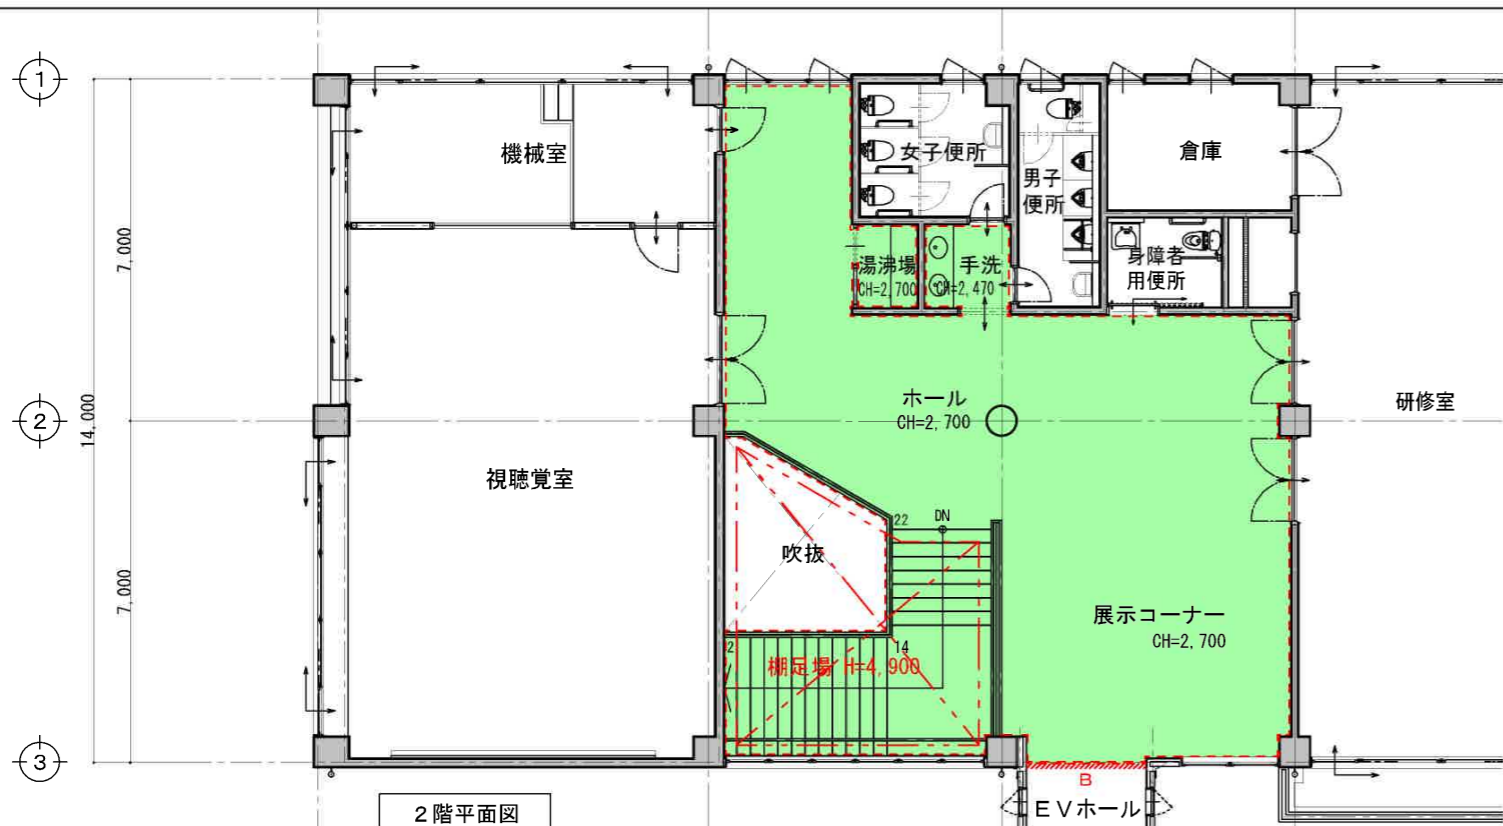 1
機械室
女子便所
男子
便所
倉庫
7,000
湯沸場
CH=2,700
手洗
CH=2,470
身障者
用便所
14,000
2
ホール
CH=2,700
研修室
視聴覚室
22
DN
吹抜
7,000
展示コーナー
CH=2,700
2
14
棚足場 H=4,900
3
B
EVホール
2階平面図